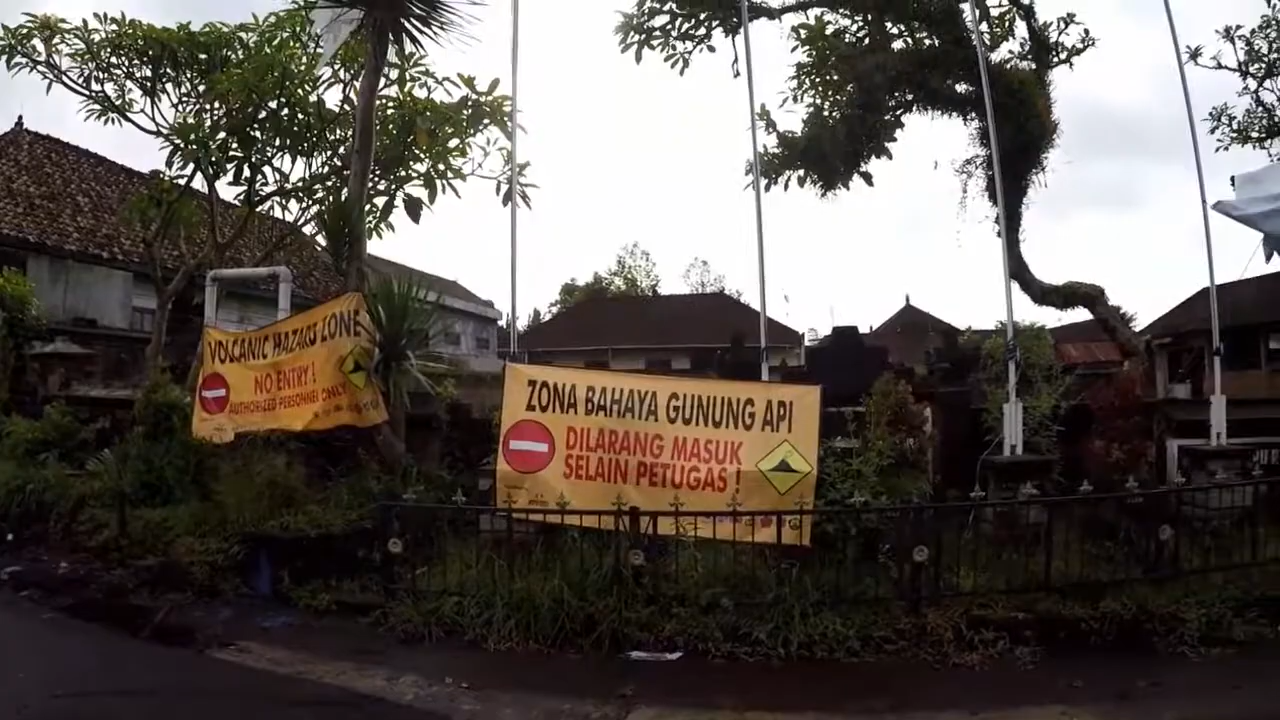 VOLCANIC HAZARD ZONE
NO ENTRY !
AUTHORIZED PERSONNEL ONLY
ZONA BAHAYA GUNUNG API
DILARANG MASUK
SELAIN PETUGAS !